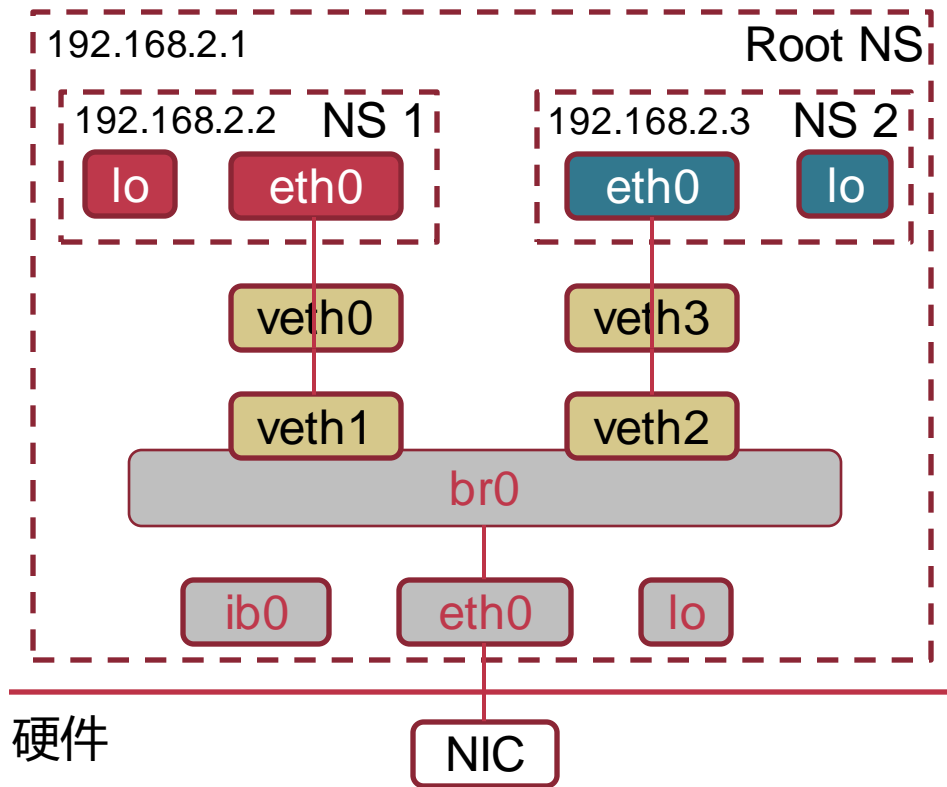 192.168.2.1 Root NS
192.168.2.2 NS 1
192.168.2.3 NS 2
lo eth0
eth0 lo
veth0 veth3
veth1 veth2
br0
ib0 eth0 lo
硬件
NIC